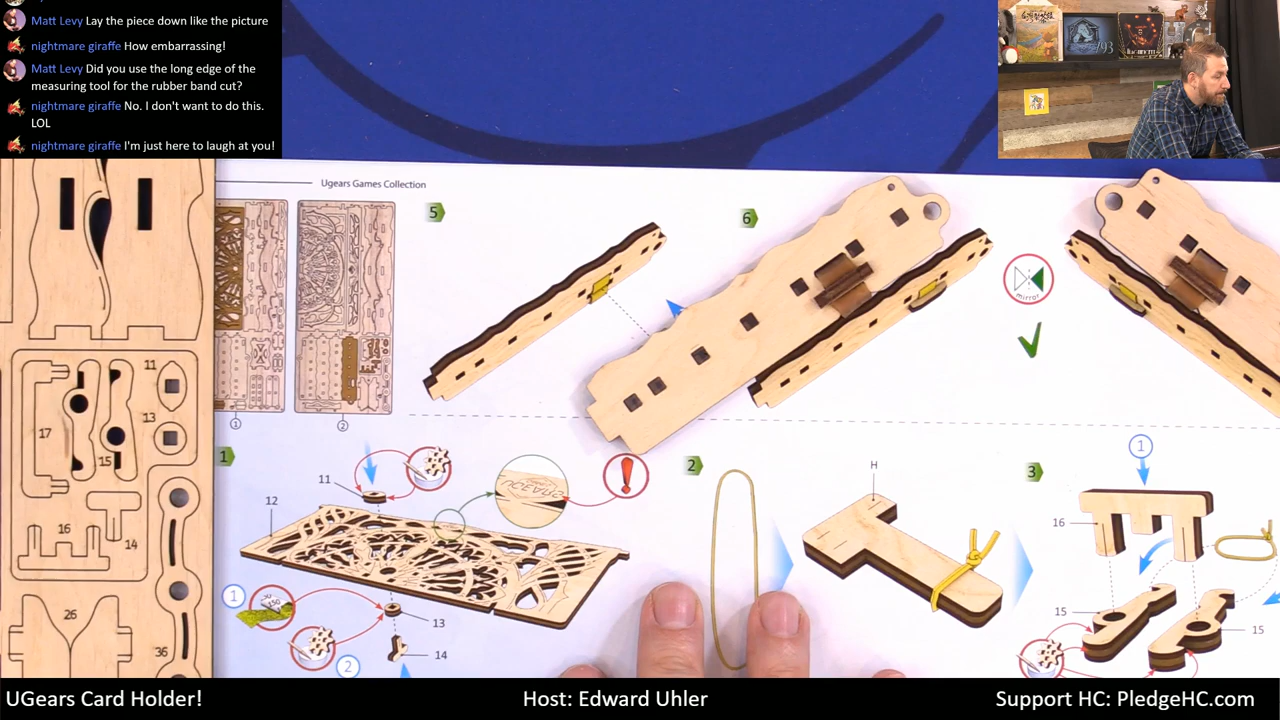 Matt Levy Lay the piece down like the picture
nightmare giraffe How embarrassing!
Matt Levy Did you use the long edge of the
measuring tool for the rubber band cut?
nightmare giraffe No. I don't want to do this.
LOL
nightmare giraffe I'm just here to laugh at you!
Ugears Games Collection
5
6
mirror
1
2
11
17
15
13
16
14
26
36
1
11
12
1
150
13
2
14
2
H
3
1
16
15
15
UGears Card Holder!
Host: Edward Uhler
Support HC: PledgeHC.com